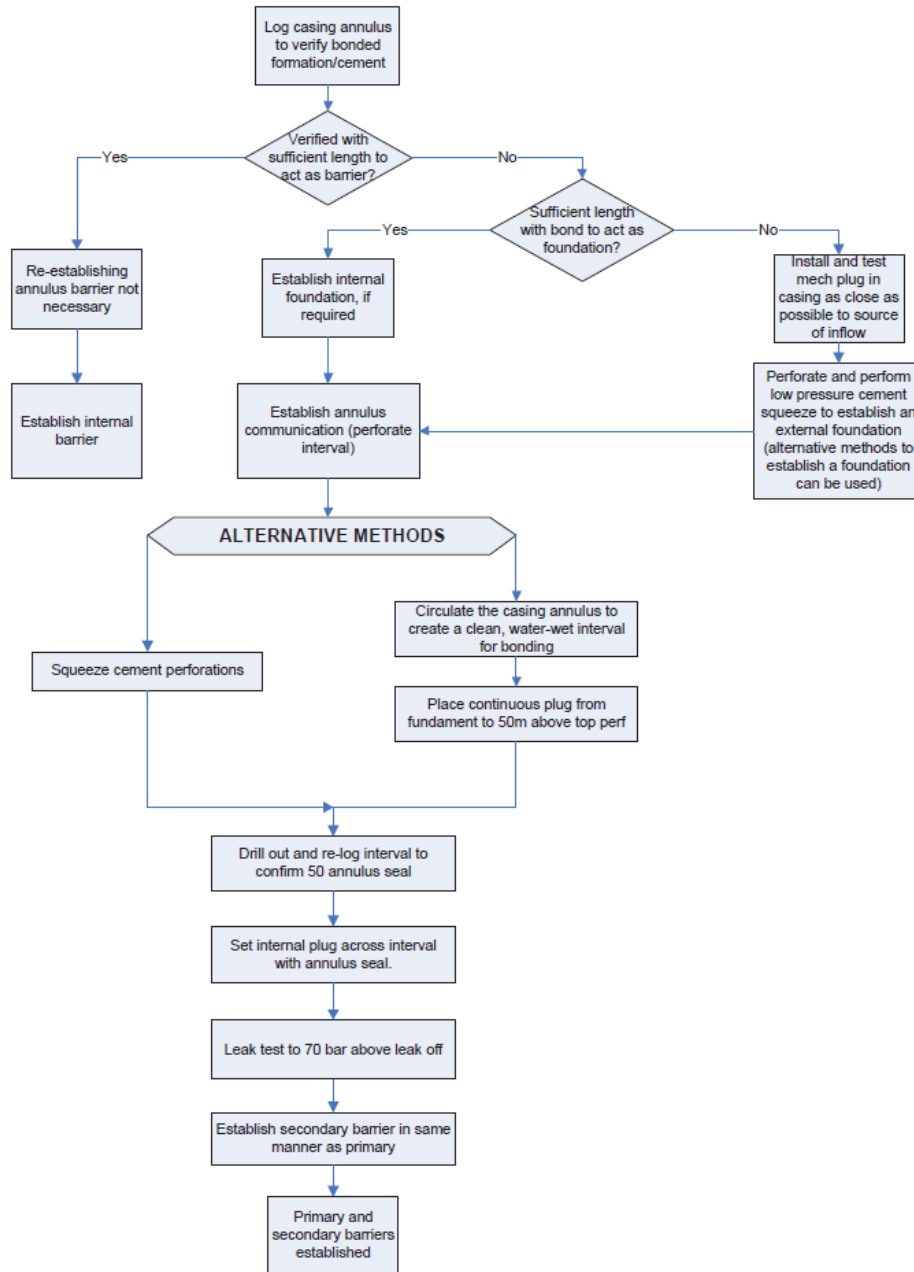 Log casing annulus
to verify bonded
formation/cement
Verified with
sufficient length to
act as barrier?
Yes
No
Sufficient length
with bond to act as
foundation?
Yes
No
Re-establishing
annulus barrier not
necessary
Establish internal
foundation, if
required
Install and test
mech plug in
casing as close as
possible to source
of inflow
Establish internal
barrier
Establish annulus
communication (perforate
interval)
Perforate and perform
low pressure cement
squeeze to establish an
external foundation
(alternative methods to
establish a foundation
can be used)
ALTERNATIVE METHODS
Squeeze cement perforations
Circulate the casing annulus to
create a clean, water-wet interval
for bonding
Place continuous plug from
fundament to 50m above top perf
Drill out and re-log interval to
confirm 50 annulus seal
Set internal plug across interval
with annulus seal.
Leak test to 70 bar above leak off
Establish secondary barrier in same
manner as primary
Primary and
secondary barriers
established